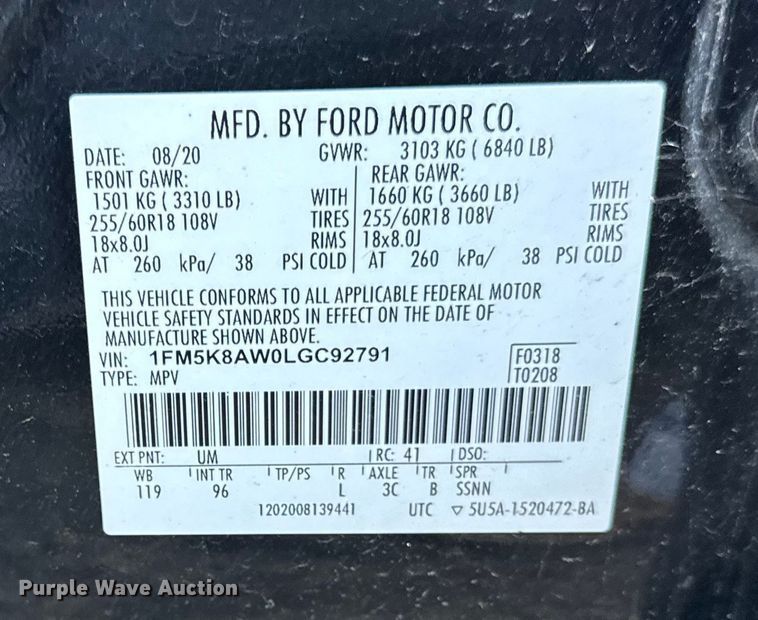 MFD. BY FORD MOTOR CO.
DATE: 08/20 GVWR: 3103 KG ( 6840 LB)
FRONT GAWR: REAR GAWR:
1501 KG ( 3310 LB) WITH 1660 KG ( 3660 LB) WITH
255/60R18 108V TIRES 255/60R18 108V TIRES
18x8.0J RIMS 18x8.0J RIMS
AT 260 kPa/ 38 PSI COLD AT 260 kPa/ 38 PSI COLD
THIS VEHICLE CONFORMS TO ALL APPLICABLE FEDERAL MOTOR
VEHICLE SAFETY STANDARDS IN EFFECT ON THE DATE OF
MANUFACTURE SHOWN ABOVE.
VIN: 1FM5K8AW0LGC92791 F0318
TYPE: MPV T0208
EXT PNT: UM RC: 41 DSO:
WB INT TR TP/PS R AXLE TR SPR
119 96 L 3C B SSNN
1202008139441 UTC ▽ 5U5A-1520472-BA
Purple Wave Auction